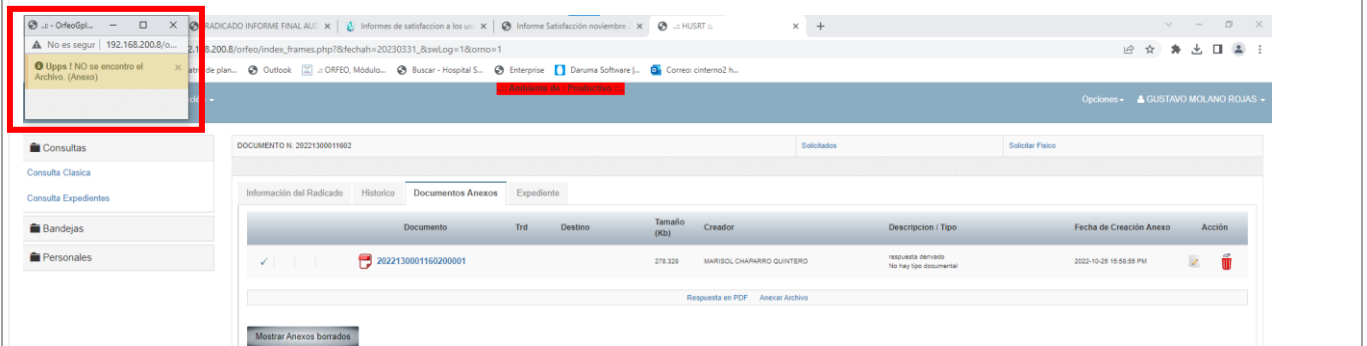 ..: - OrfeoGpl...
No es segur | 192.168.200.8/o...
Upps ! NO se encontro el
Archivo. (Anexo)
RADICADO INFORME FINAL AUD
Informes de satisfaccion a los us
Informe Satisfacción noviembre
..: HUSRT ::.
200.8/orfeo/index_frames.php?&fechah=20230331_&swLog=1&orno=1
de plan...
Outlook
.:: ORFEO, Módulo...
Buscar - Hospital S...
Enterprise
Daruma Software |...
Correo: cinterno2 h...
..:: Ambiente de : Productivo ::..
Opciones
GUSTAVO MOLANO ROJAS
Consultas
Consulta Clasica
Consulta Expedientes
Bandejas
Personales
DOCUMENTO N. 20221300011602
Solicitados
Solicitar Fisico
Información del Radicado
Historico
Documentos Anexos
Expediente
Documento
Trd
Destino
Tamaño
(Kb)
Creador
Descripcion / Tipo
Fecha de Creación Anexo
Acción
2022130001160200001
278.328
MARISOL CHAPARRO QUINTERO
respuesta derivado
No hay tipo documental
2022-10-25 15:58:55 PM
Respuesta en PDF
Anexar Archivo
Mostrar Anexos borrados